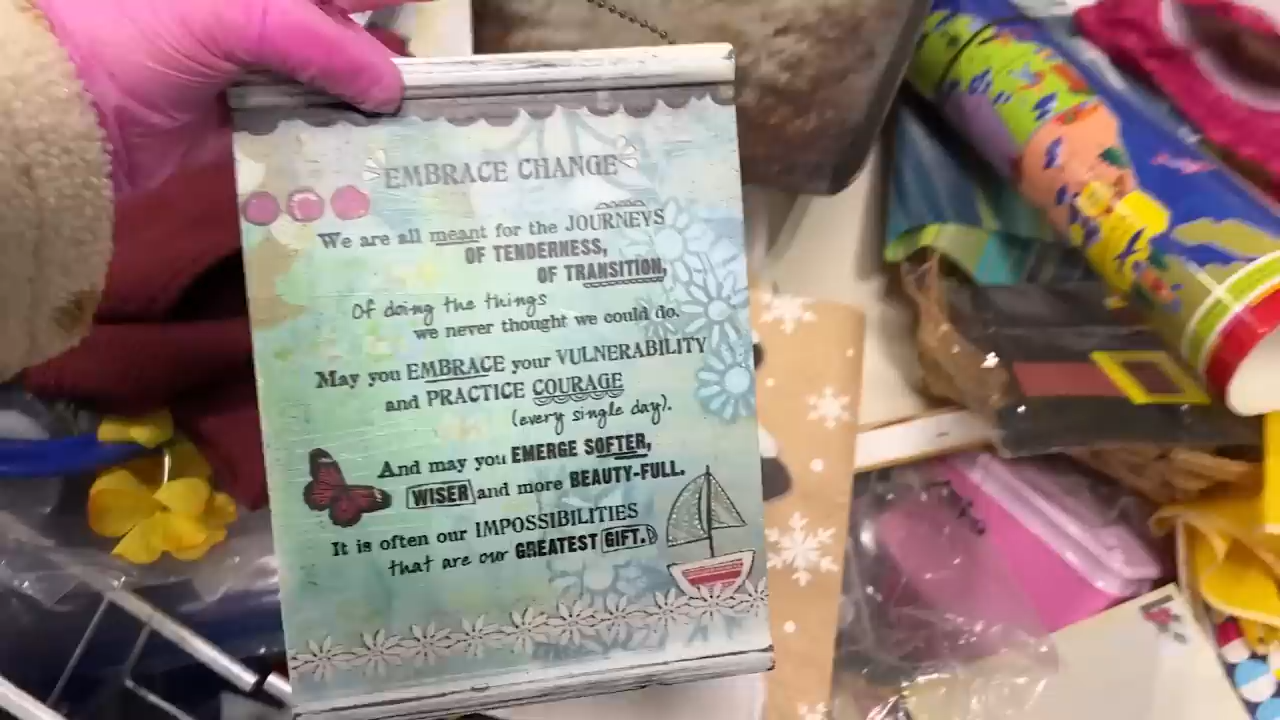 EMBRACE CHANGE
We are all meant for the JOURNEYS
OF TENDERNESS,
OF TRANSITION,
Of doing the things
we never thought we could do.
May you EMBRACE your VULNERABILITY
and PRACTICE COURAGE
(every single day).
And may you EMERGE SOFTER,
WISER and more BEAUTY-FULL.
It is often our IMPOSSIBILITIES
that are our GREATEST GIFT.